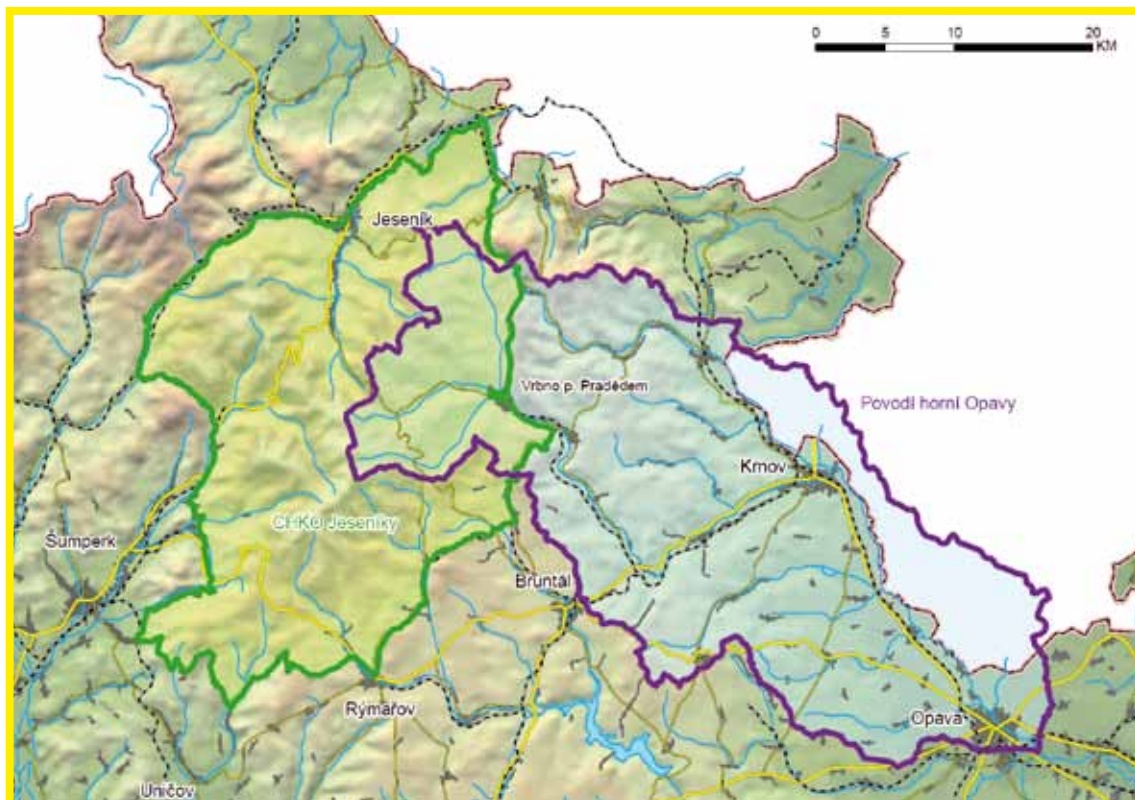 0 5 10 20
KM
Jeseník
Vrbno p. Pradědem
Povodí horní Opavy
Krnov
CHKO Jeseníky
Šumperk
Bruntál
Rýmařov
Opava
Uničov